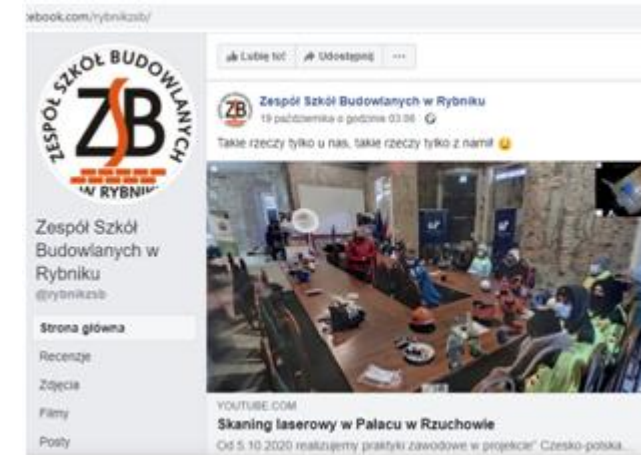 ebook.com/rybnikzsb/
ZESPÓŁ SZKÓŁ BUDOWLANYCH
ZSB
W RYBNIK
Zespół Szkół
Budowlanych w
Rybniku
@rybnikzsb
Strona główna
Recenzje
Zdjęcia
Filmy
Posty
Lubię to!
Udostępnij
ZSB
Zespół Szkół Budowlanych w Rybniku
19 października o godzinie 03:06
Takie rzeczy tylko u nas, takie rzeczy tylko z nami!
YOUTUBE.COM
Skaning laserowy w Pałacu w Rzuchowie
Od 5.10.2020 realizujemy praktyki zawodowe w projekcie" Czesko-polska...